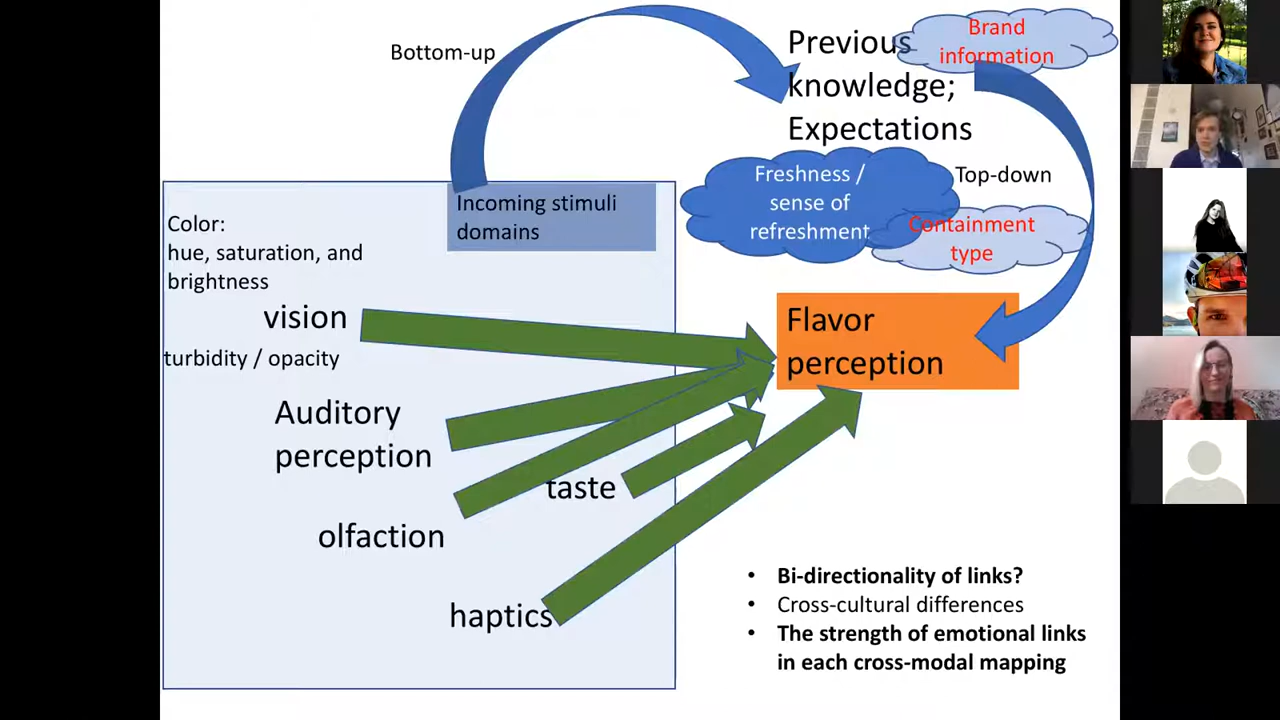 Bottom-up
Previous
knowledge;
Expectations
Brand
information
Freshness /
sense of
refreshment
Top-down
Containment
type
Incoming stimuli
domains
Color:
hue, saturation, and
brightness
vision
turbidity / opacity
Auditory
perception
olfaction
taste
haptics
Flavor
perception
• Bi-directionality of links?
• Cross-cultural differences
• The strength of emotional links
in each cross-modal mapping